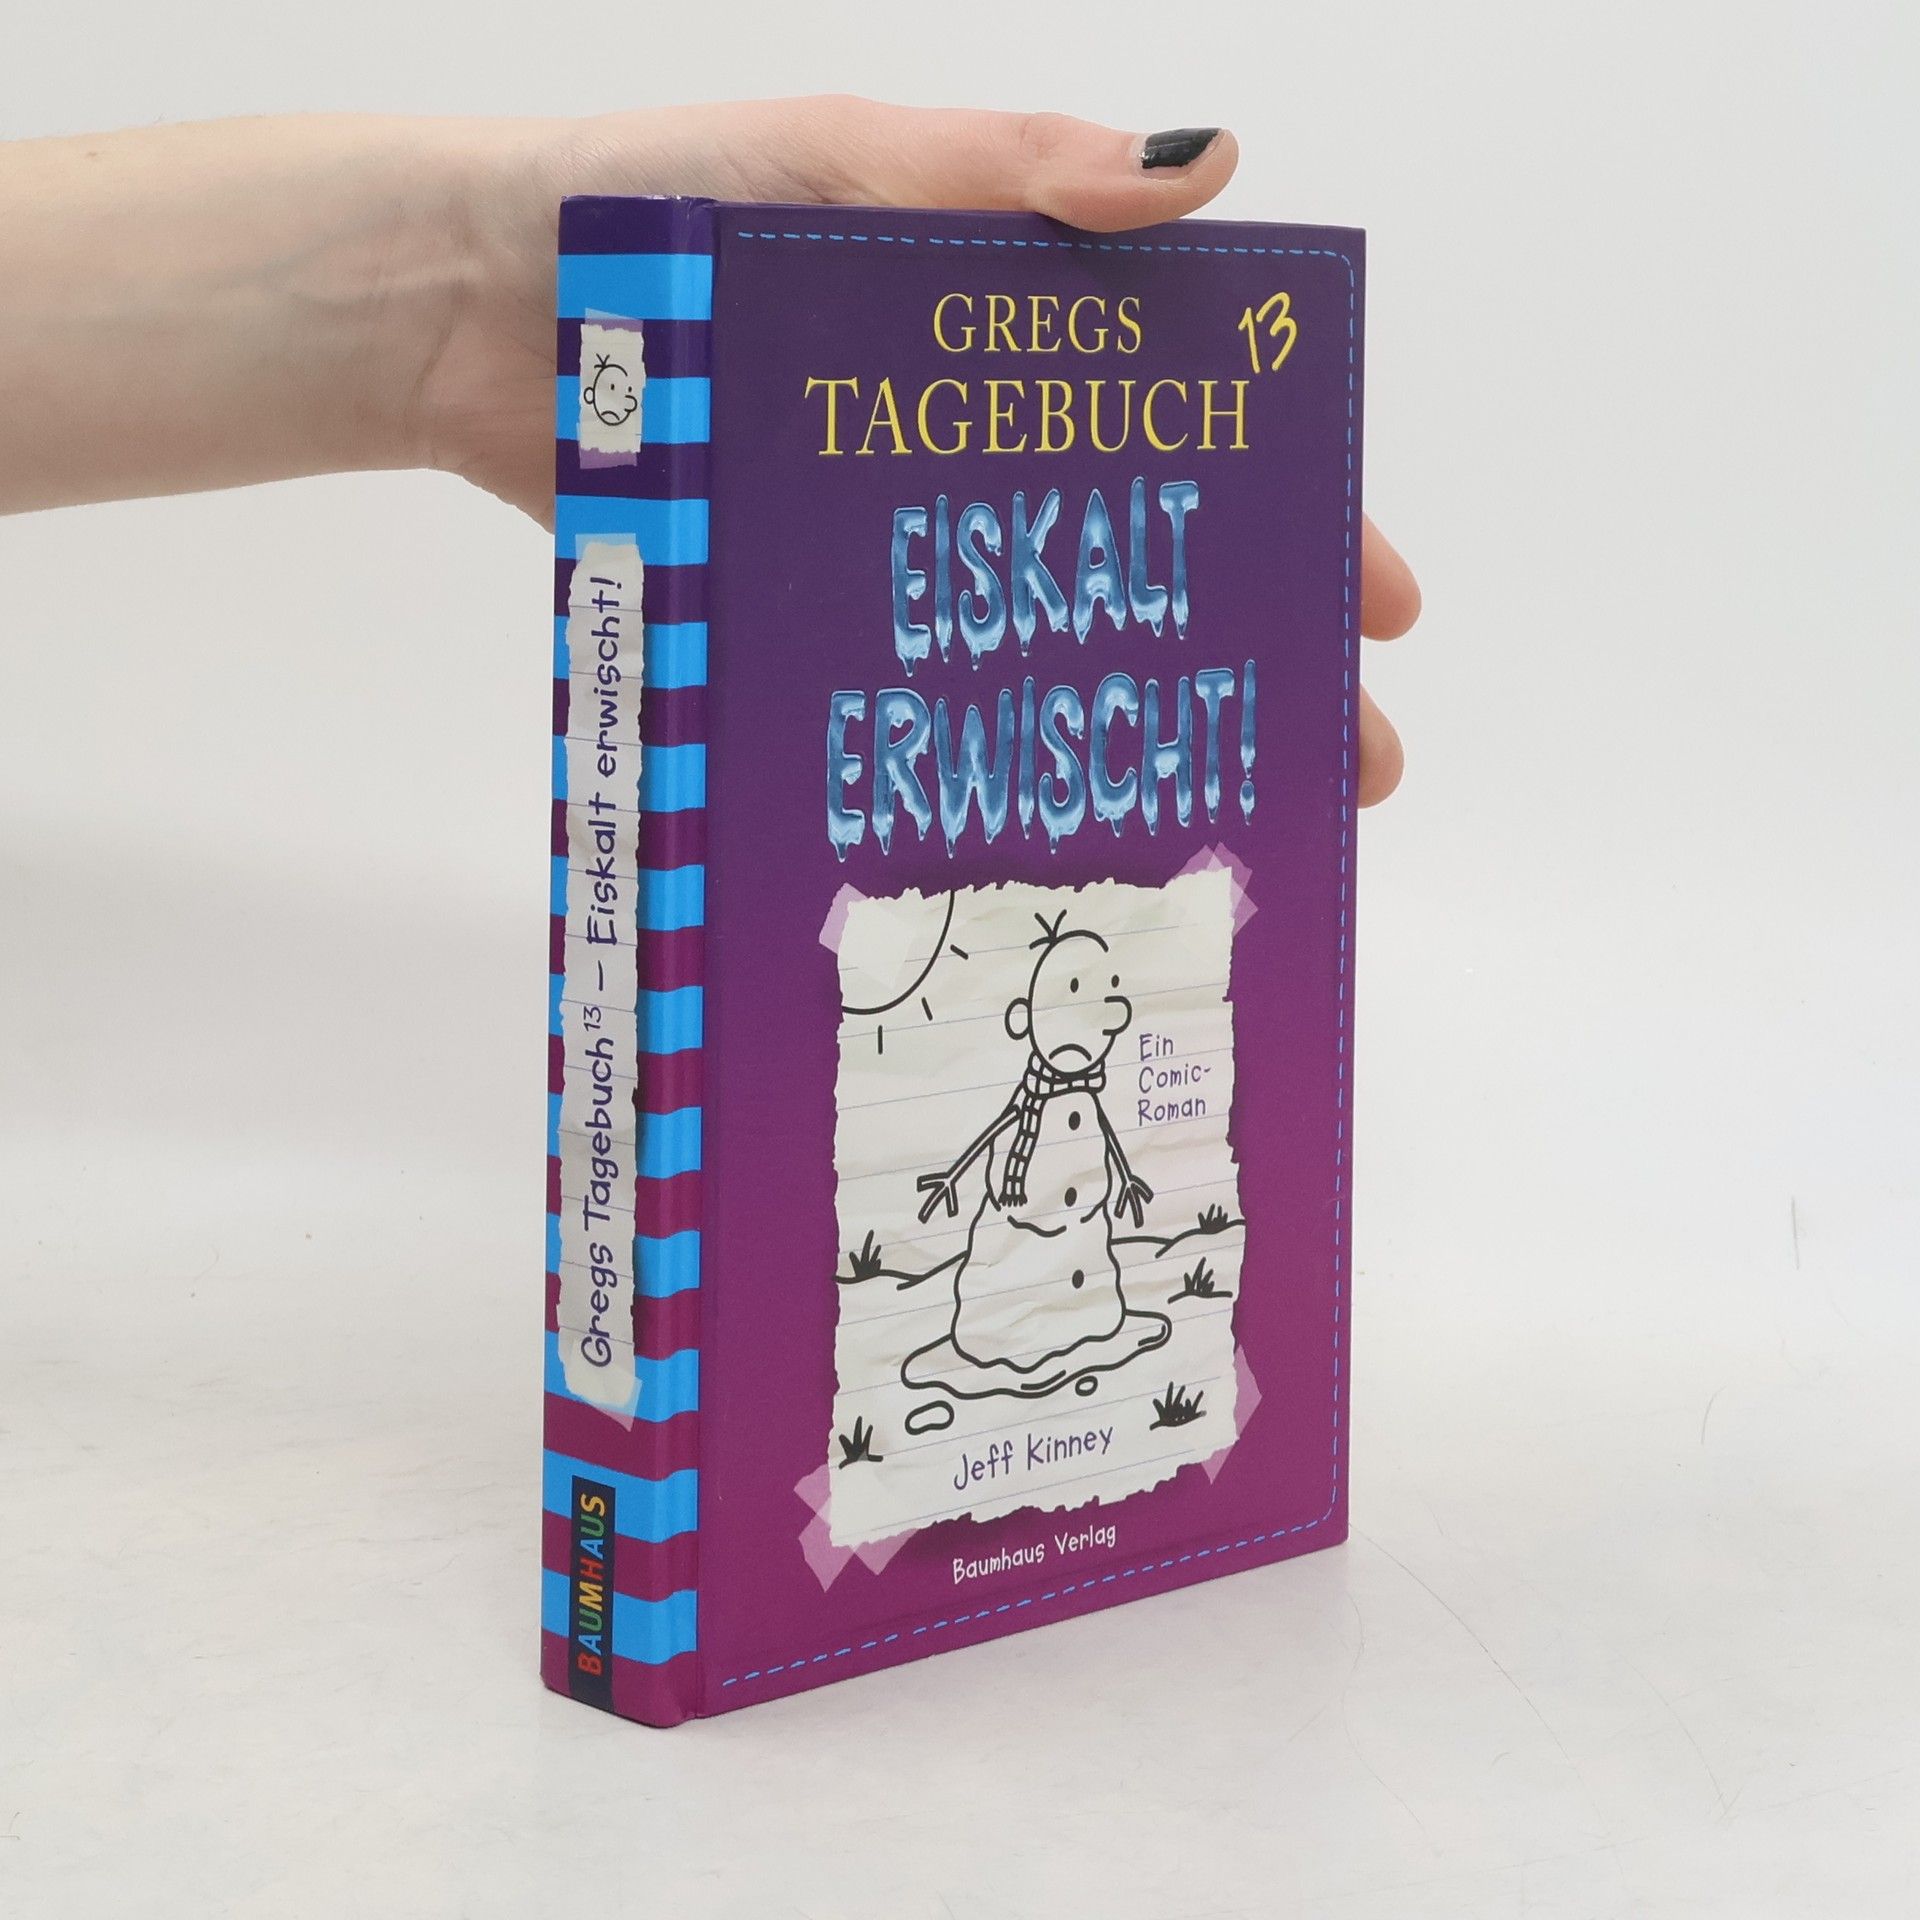 GREGS
TAGEBUCH 13
EISKALT
ERWISCHT!
Ein
Comic-
Roman
Jeff Kinney
Baumhaus Verlag
Gregs Tagebuch 13 – Eiskalt erwischt!
BAUMHAUS